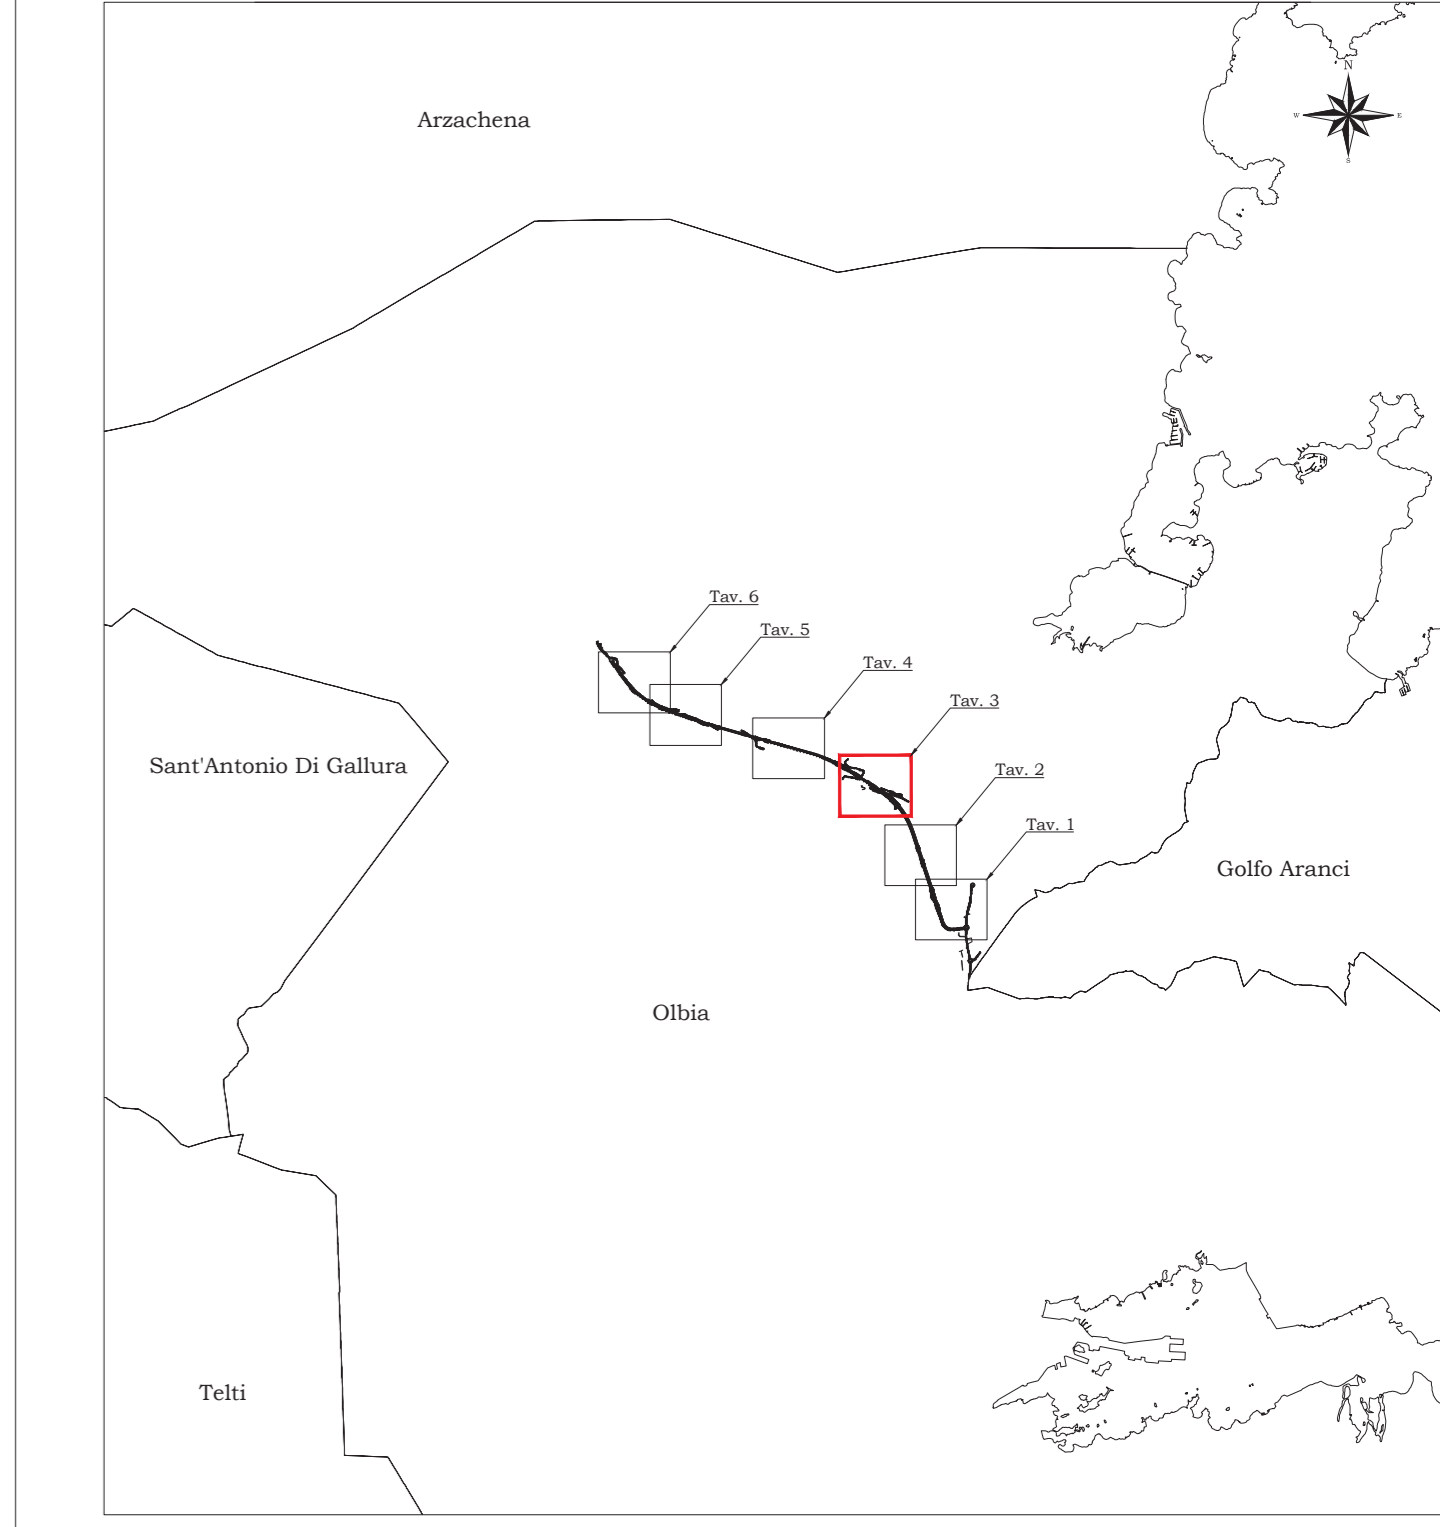 N
W
E
S
Arzachena
Tav. 6
Tav. 5
Tav. 4
Tav. 3
Sant'Antonio Di Gallura
Tav. 2
Tav. 1
Golfo Aranci
Olbia
Telti